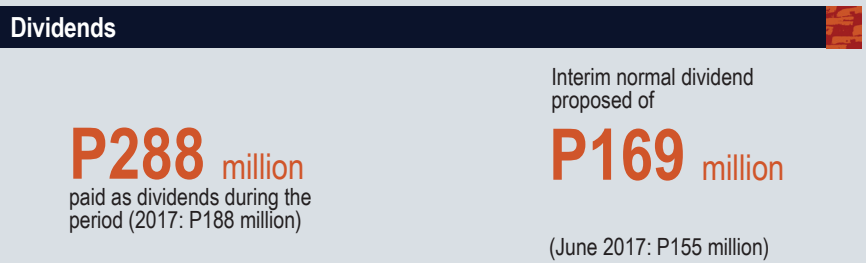 Dividends
P288 million
paid as dividends during the
period (2017: P188 million)
Interim normal dividend
proposed of
P169 million
(June 2017: P155 million)